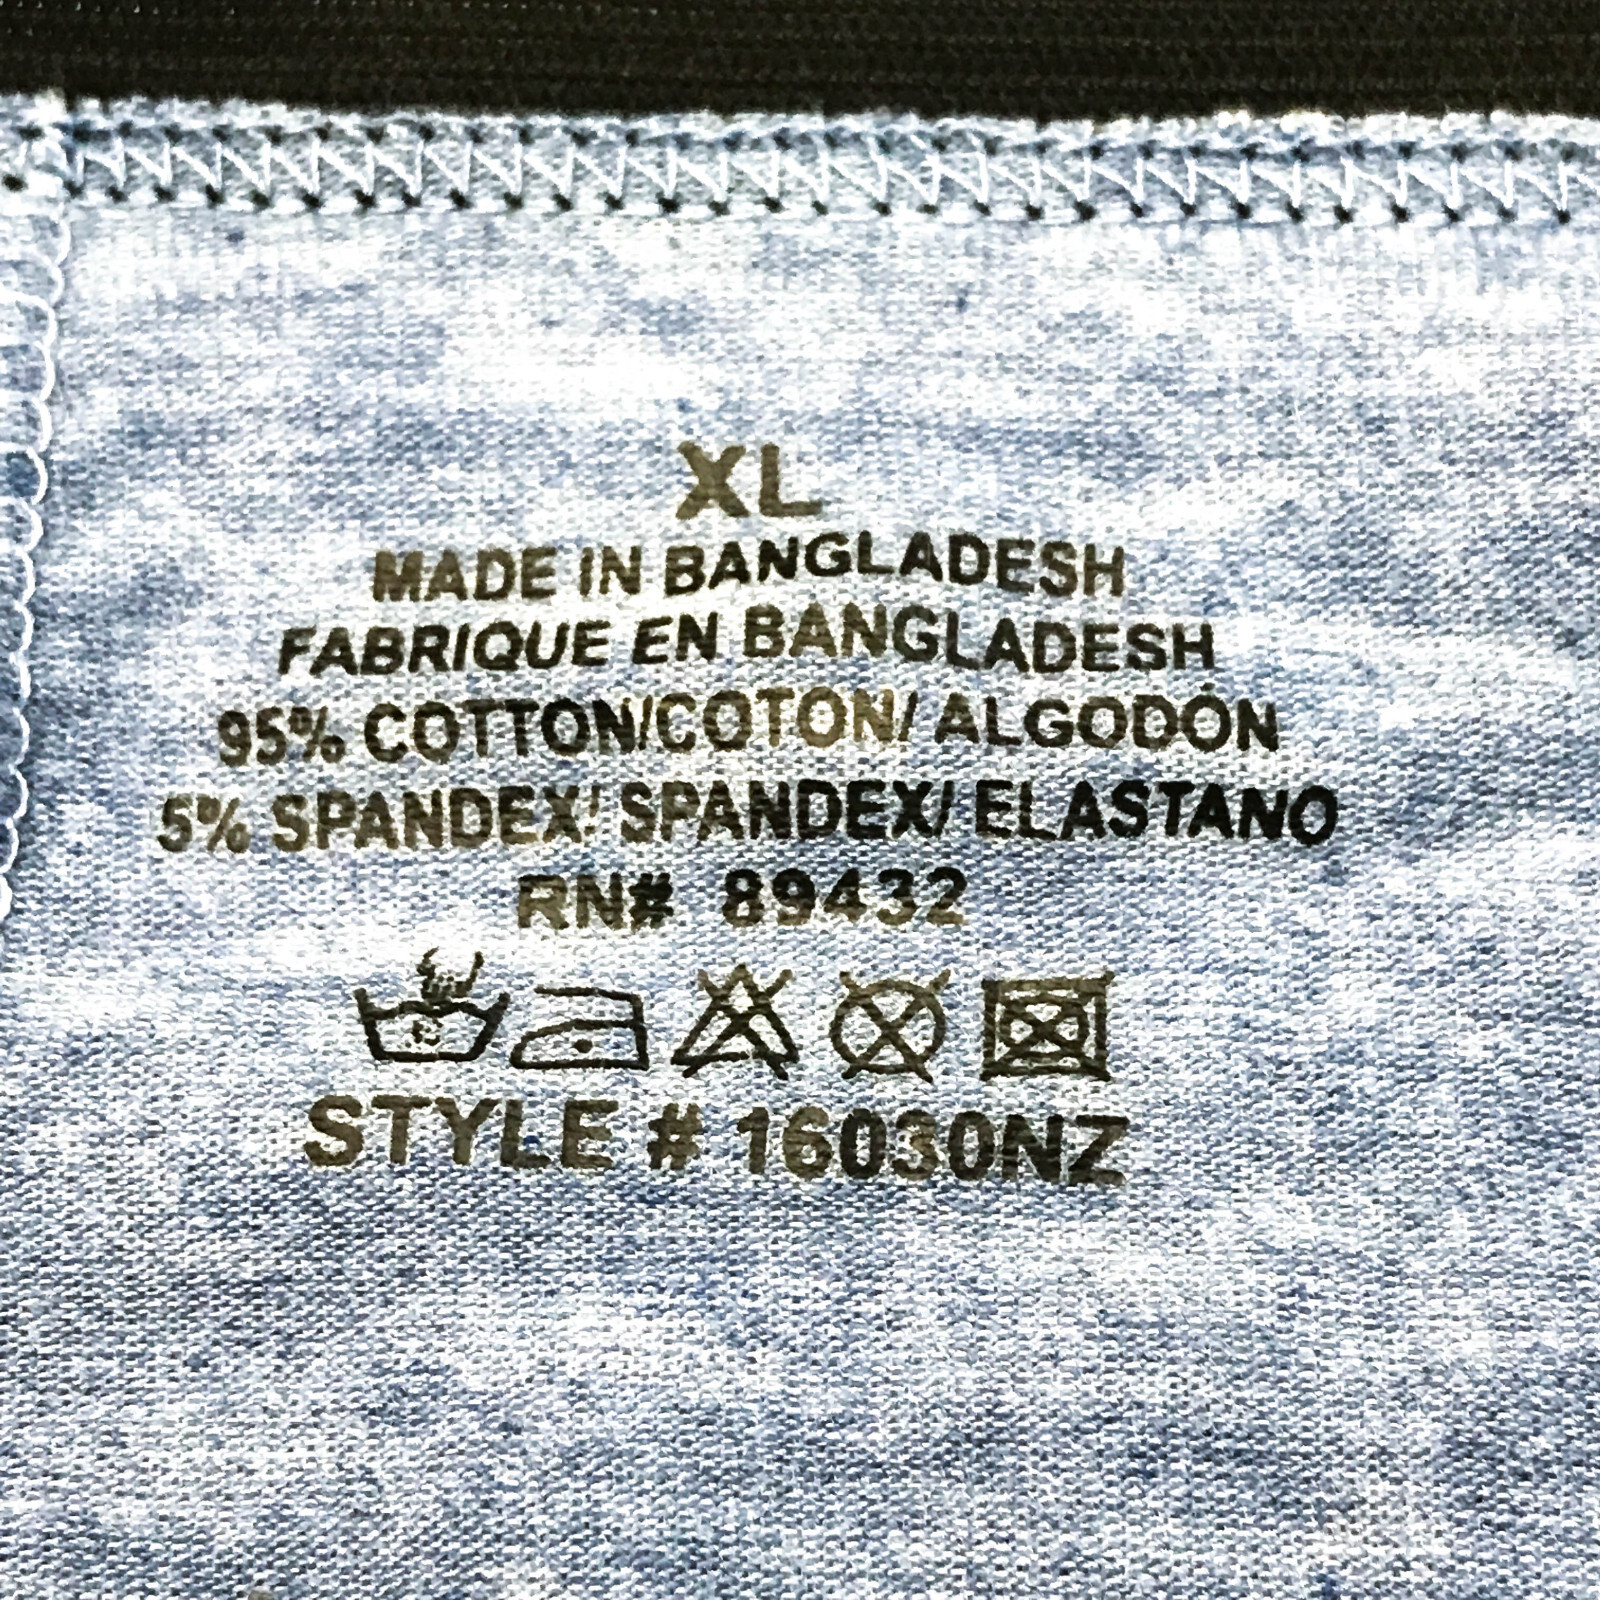 XL
MADE IN BANGLADESH
FABRIQUE EN BANGLADESH
95% COTTON/COTON/ ALGODÓN
5% SPANDEX/ SPANDEX/ ELASTANO
RN# 89432
STYLE # 16030NZ